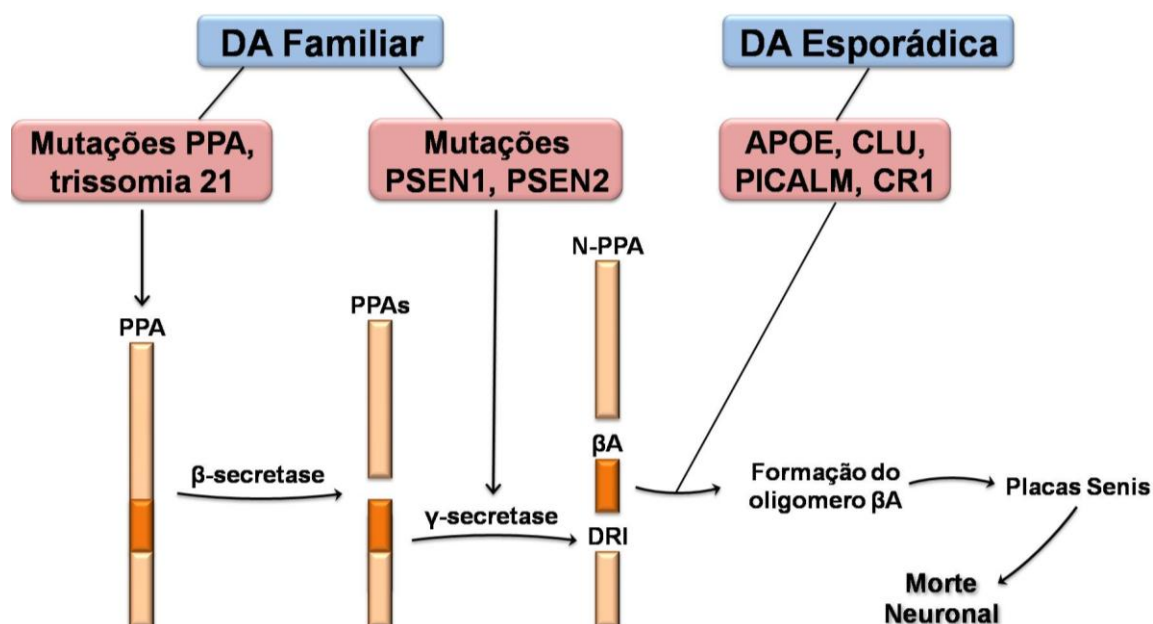 DA Familiar
DA Esporádica
Mutações PPA,
trissomia 21
Mutações
PSEN1, PSEN2
APOE, CLU,
PICALM, CR1
N-PPA
PPAs
PPA
βA
β-secretase
γ-secretase
DRI
Formação do
oligomero βA
Placas Senis
Morte
Neuronal